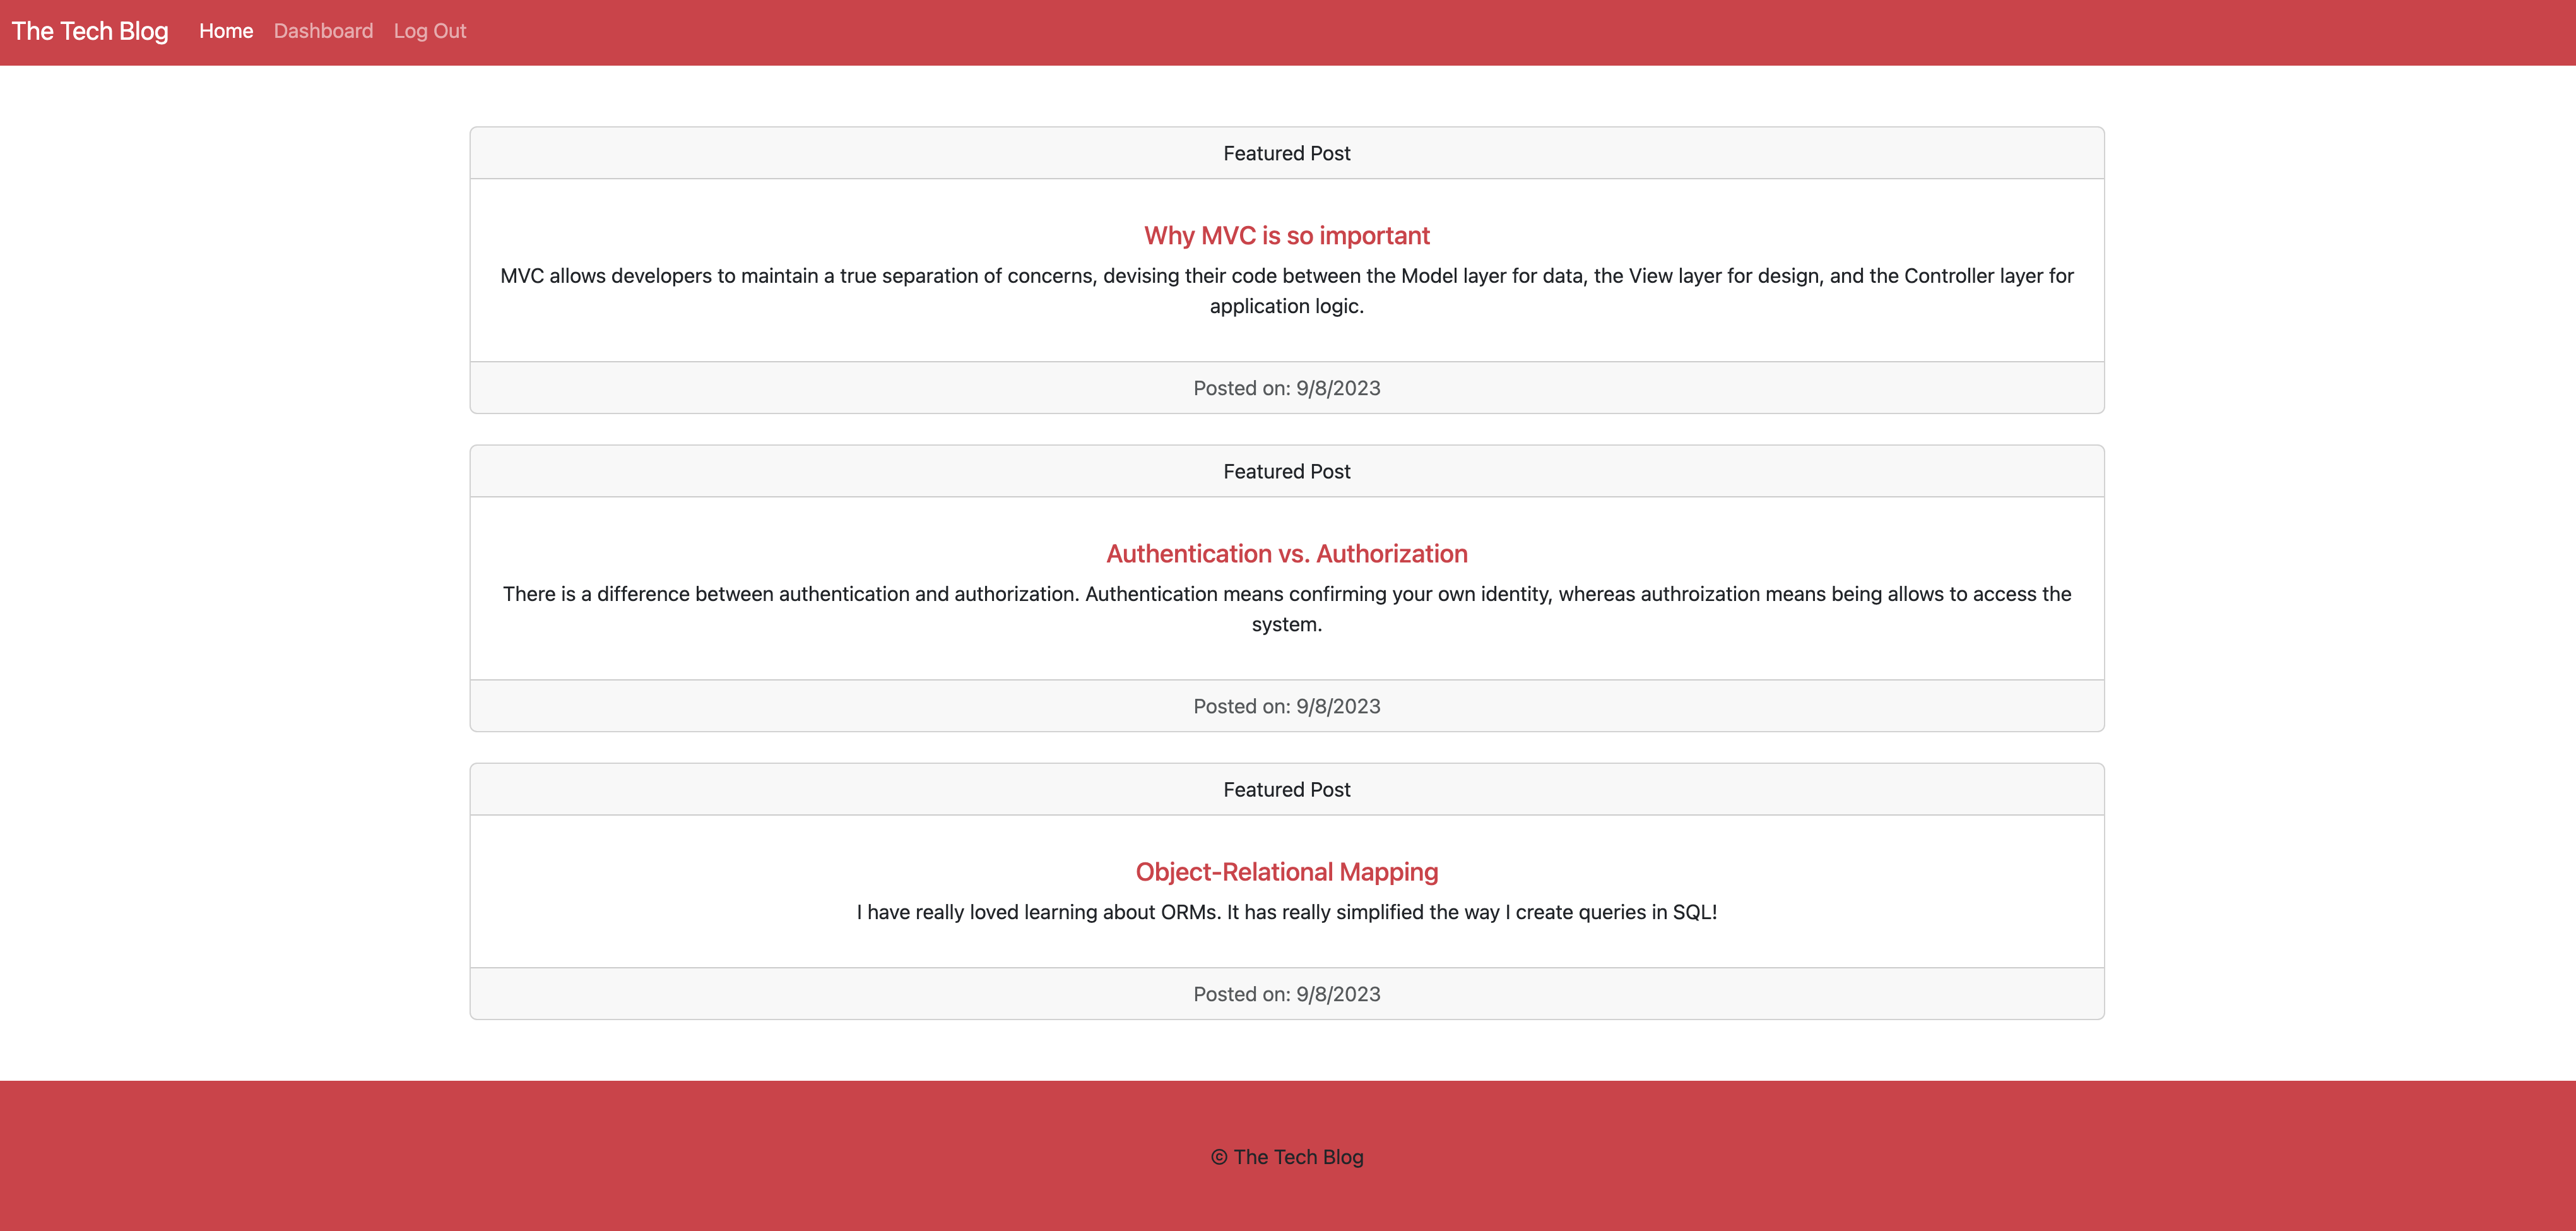 The Tech Blog Home Dashboard Log Out
Featured Post
Why MVC is so important
MVC allows developers to maintain a true separation of concerns, devising their code between the Model layer for data, the View layer for design, and the Controller layer for
application logic.
Posted on: 9/8/2023
Featured Post
Authentication vs. Authorization
There is a difference between authentication and authorization. Authentication means confirming your own identity, whereas authroization means being allows to access the
system.
Posted on: 9/8/2023
Featured Post
Object-Relational Mapping
I have really loved learning about ORMs. It has really simplified the way I create queries in SQL!
Posted on: 9/8/2023
© The Tech Blog